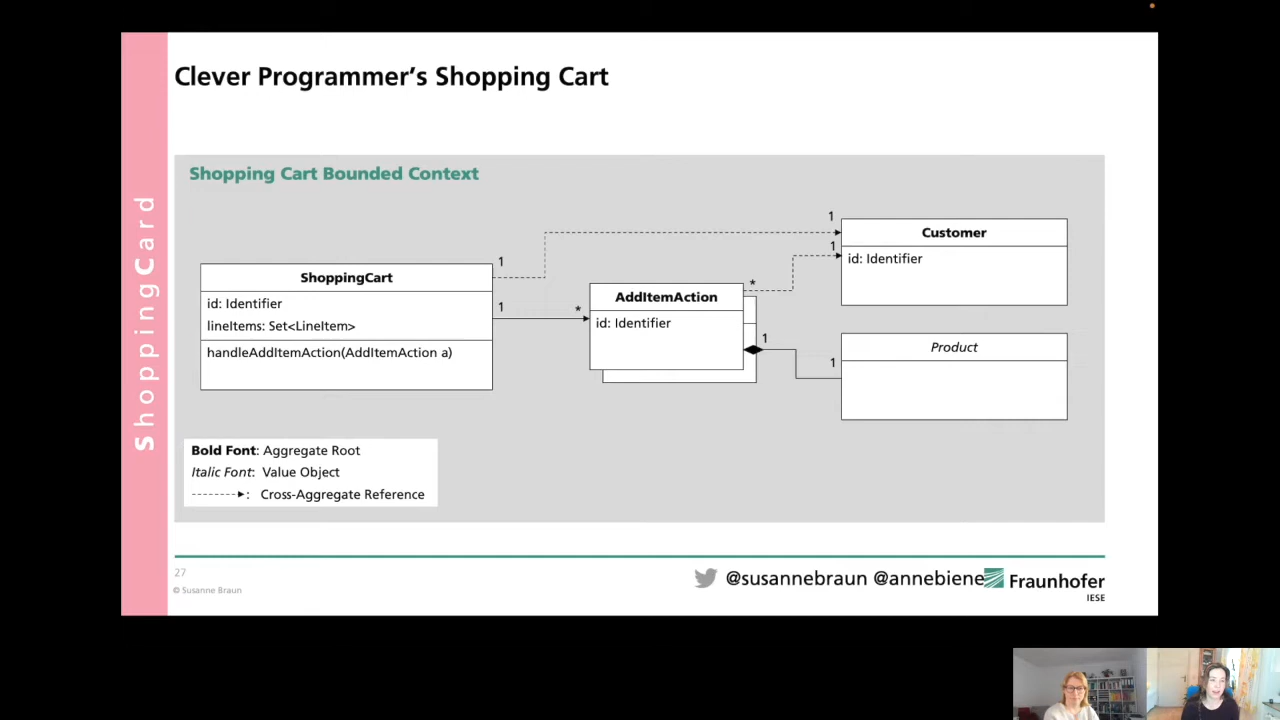 Clever Programmer's Shopping Cart
ShoppingCard
Shopping Cart Bounded Context
ShoppingCart
id: Identifier
lineItems: Set<LineItem>
handleAddItemAction(AddItemAction a)
1
1
*
AddItemAction
id: Identifier
*
1
1
1
1
Customer
id: Identifier
Product
Bold Font: Aggregate Root
Italic Font: Value Object
: Cross-Aggregate Reference
27
© Susanne Braun
@susannebraun @annebiene
Fraunhofer
IESE